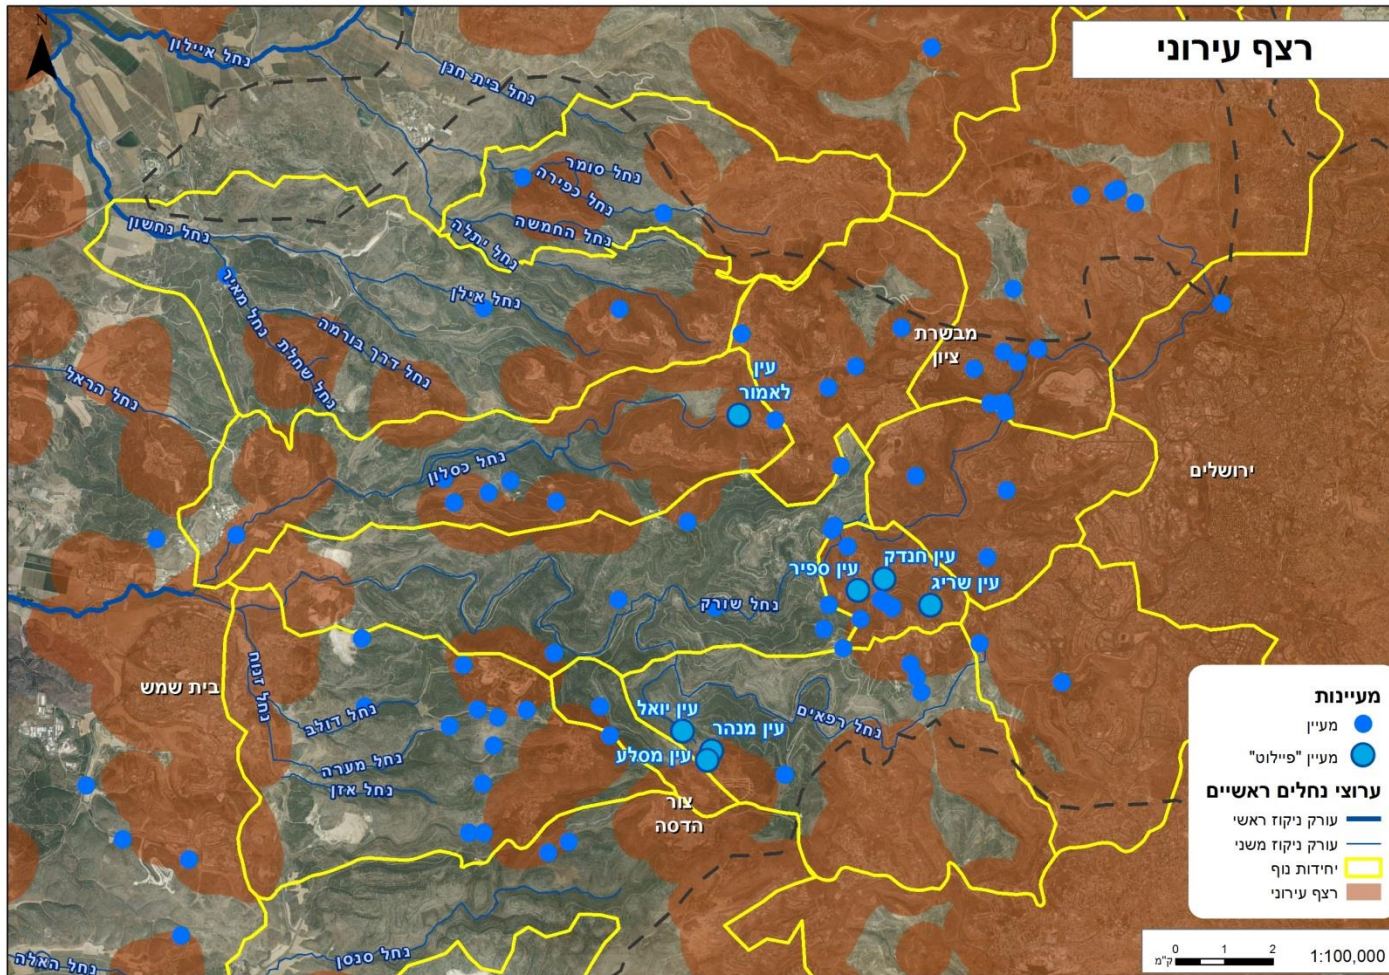 רצף עירוני
N
נחל איילון
נחל בית חנן
נחל סומר
נחל כפירה
נחל החמשה
נחל יתלה
נחל נחשון
נחל מאיר
נחל אילן
נחל דרך בורמה
נחל שחלת
נחל הראל
מבשרת
ציון
עין
לאמור
ירושלים
נחל כסלון
עין חנדק
עין ספיר
עין שריג
נחל שורק
בית שמש
נחל זנוח
נחל דולב
נחל מערה
נחל אזן
עין יואל
עין מנהר
עין מסלע
נחל רפאים
צור
הדסה
נחל סנסן
נחל האלה
מעיינות
מעיין
מעיין "פיילוט"
ערוצי נחלים ראשיים
עורק ניקוז ראשי
עורק ניקוז משני
יחידות נוף
רצף עירוני
0 1 2
ק"מ
1:100,000